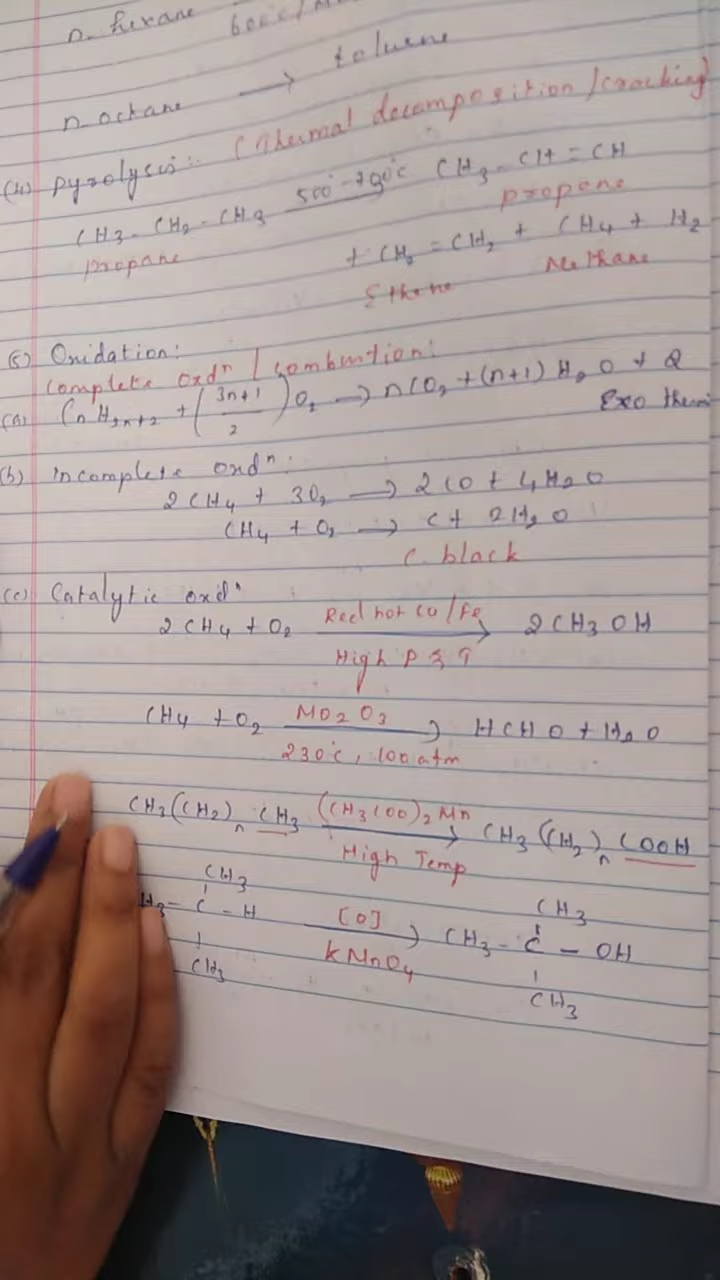 n. hexane
n octane → toluene
(4) Pyrolysis:- (Thermal decomposition / cracking)
CH3 - CH2 - CH3 500°-700°c CH3 - CH = CH
propane propene
+ CH2 = CH2 + CH4 + H2
Ethene Methane
(5) Oxidation:
Complete oxdⁿ / combustion:
(a) CnH2n+2 + (3n+1/2)O2 → nCO2 + (n+1) H2O + Q
Exo therm
(b) incomplete oxdⁿ:
2CH4 + 3O2 → 2CO + 4H2O
CH4 + O2 → C + 2H2O
C. black
(c) Catalytic oxdⁿ
2CH4 + O2 Red hot Cu/Fe → 2CH3OH
High P & T
CH4 + O2 Mo2O3 → HCHO + H2O
230°c, 100 atm
CH3(CH2)n CH3 (CH3COO)2Mn → CH3(CH2)n COOH
High Temp
CH3 CH3
H3 - C - H [O] → CH3 - C - OH
CH3 KMnO4 CH3